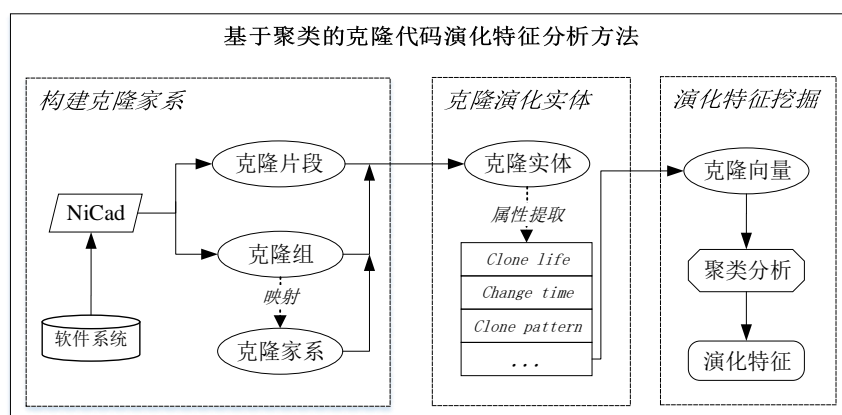 基于聚类的克隆代码演化特征分析方法
构建克隆家系
克隆片段
NiCad
克隆组
映射
软件系统
克隆家系
克隆演化实体
克隆实体
属性提取
Clone life
Change time
Clone pattern
...
演化特征挖掘
克隆向量
聚类分析
演化特征